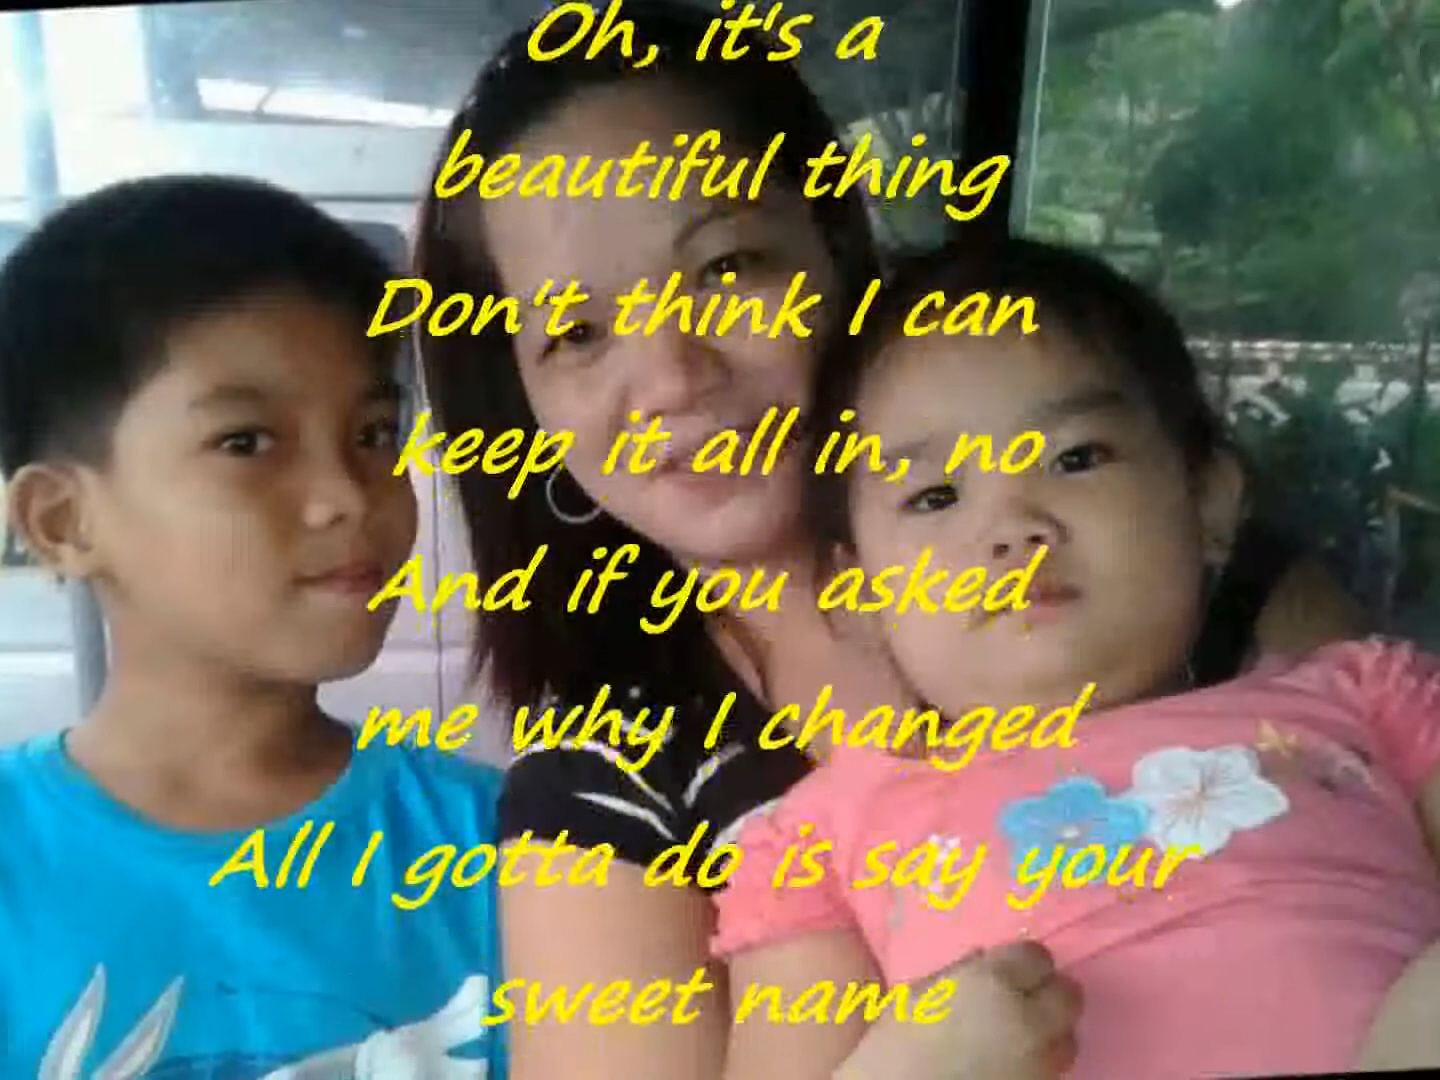 Oh, it's a
beautiful thing
Don't think I can
keep it all in, no
And if you asked
me why I changed
All I gotta do is say your
sweet name